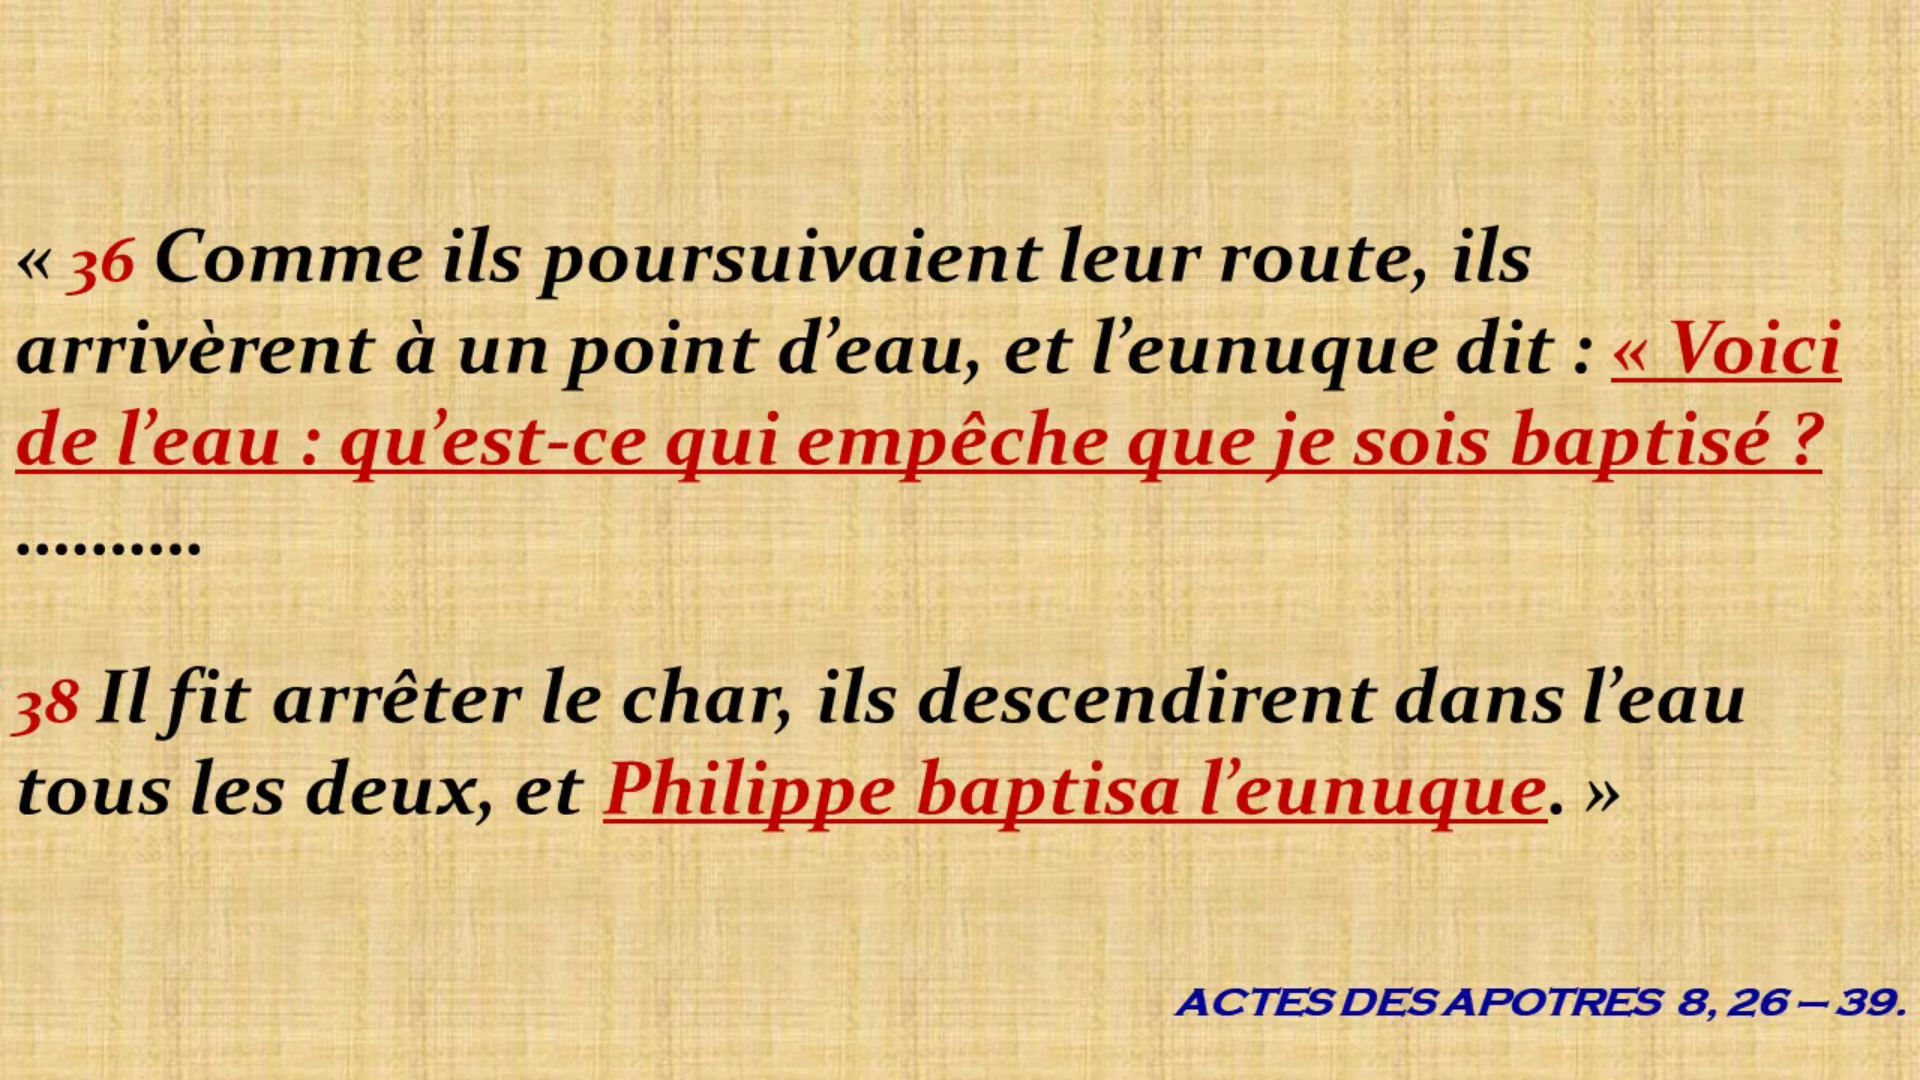 « 36 Comme ils poursuivaient leur route, ils
arrivèrent à un point d’eau, et l’eunuque dit : « Voici
de l’eau : qu’est-ce qui empêche que je sois baptisé ?
..........
38 Il fit arrêter le char, ils descendirent dans l’eau
tous les deux, et Philippe baptisa l’eunuque. »
ACTES DES APOTRES 8, 26 – 39.